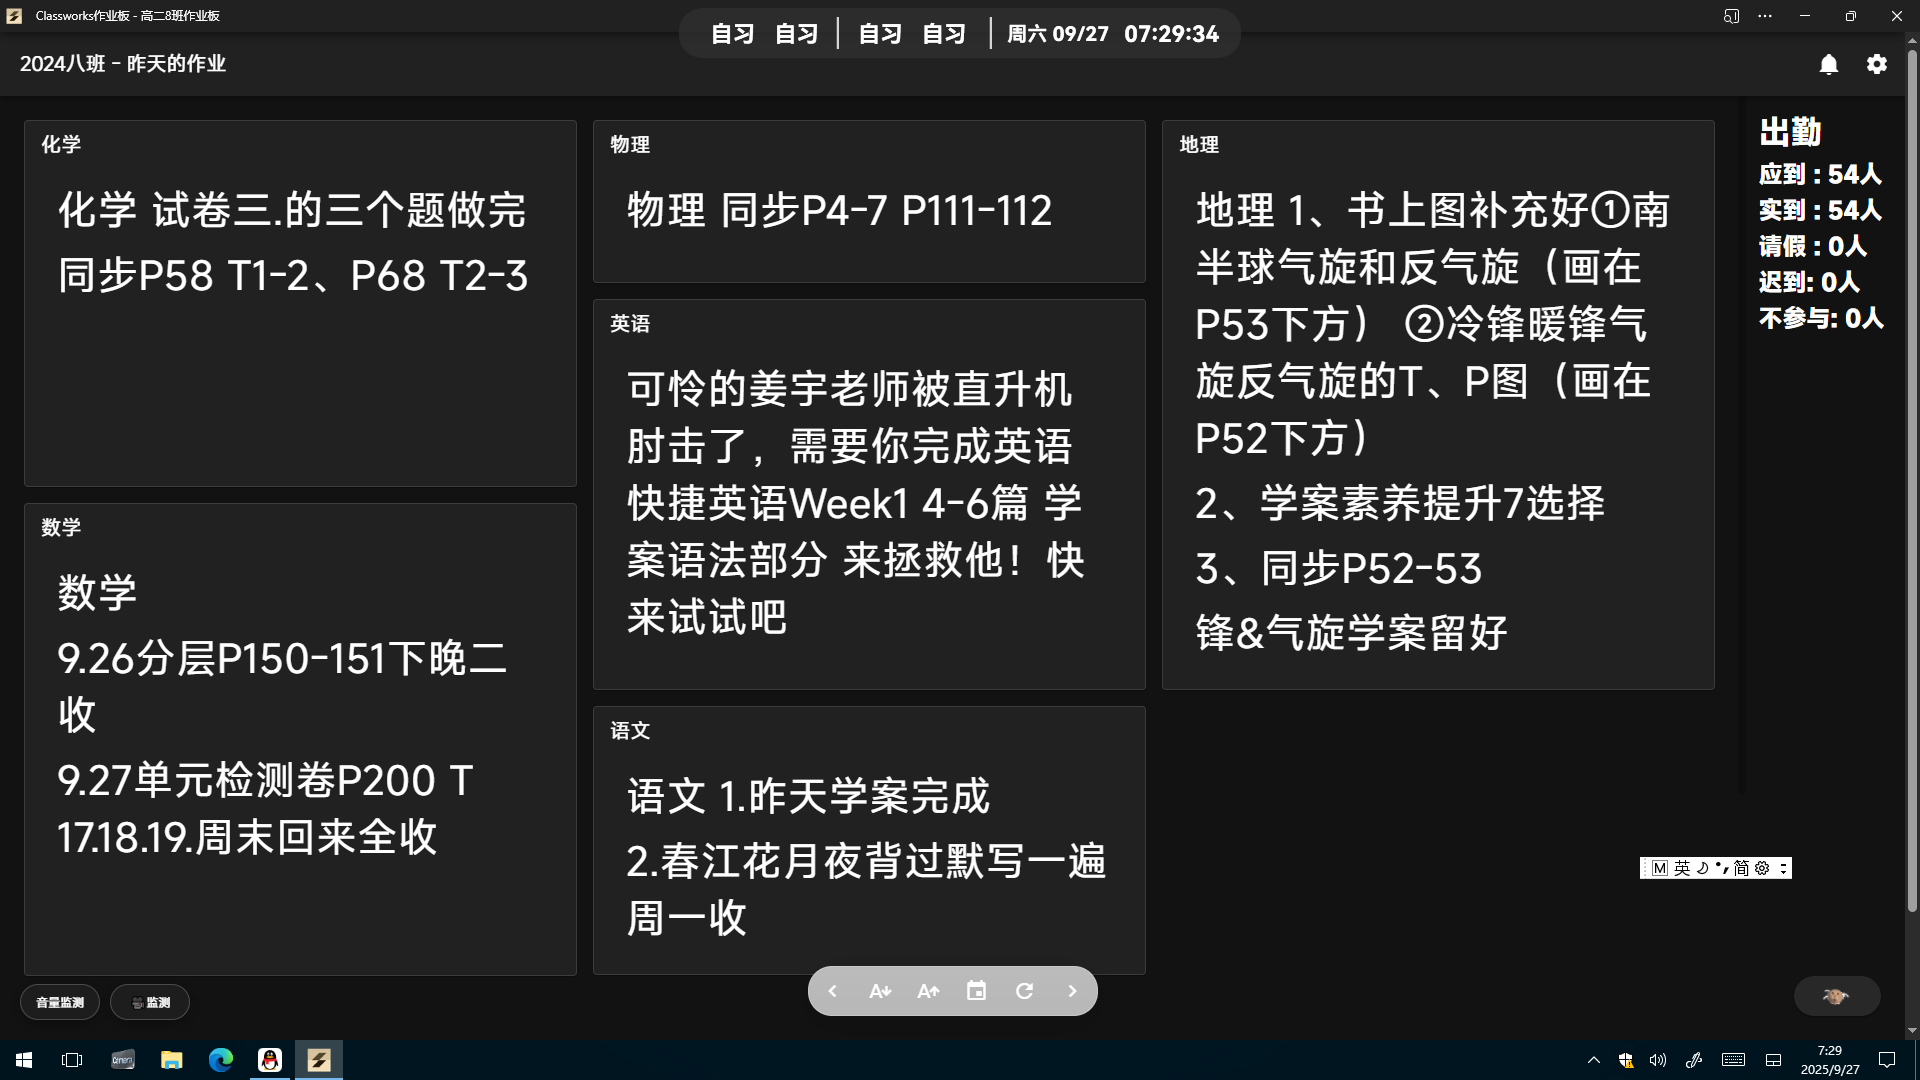 Classworks作业板 - 高二8班作业板
自习 自习 | 自习 自习 | 周六 09/27 07:29:34
2024八班 - 昨天的作业
化学
化学 试卷三.的三个题做完
同步P58 T1-2、P68 T2-3
数学
数学
9.26分层P150-151下晚二
收
9.27单元检测卷P200 T
17.18.19.周末回来全收
物理
物理 同步P4-7 P111-112
英语
可怜的姜宇老师被直升机
肘击了，需要你完成英语
快捷英语Week1 4-6篇 学
案语法部分 来拯救他！快
来试试吧
语文
语文 1.昨天学案完成
2.春江花月夜背过默写一遍
周一收
地理
地理 1、书上图补充好①南
半球气旋和反气旋（画在
P53下方） ②冷锋暖锋气
旋反气旋的T、P图（画在
P52下方）
2、学案素养提升7选择
3、同步P52-53
锋&气旋学案留好
出勤
应到：54人
实到：54人
请假：0人
迟到: 0人
不参与: 0人
M 英 简
音量监测
监测
A A
7:29
2025/9/27